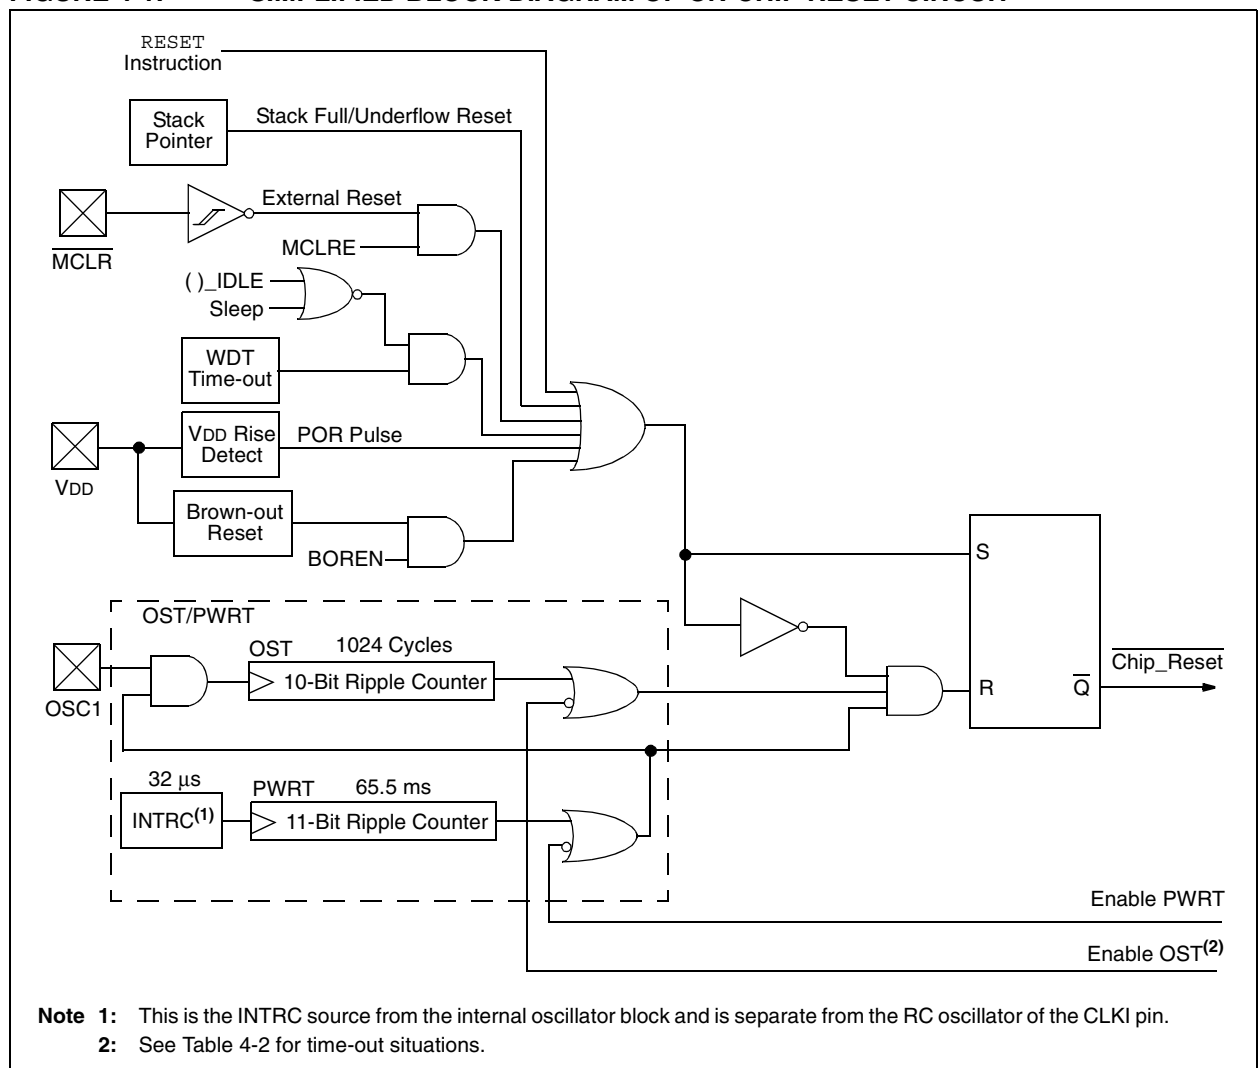 RESET
Instruction
Stack
Pointer
Stack Full/Underflow Reset
External Reset
MCLR
MCLRE
( )_IDLE
Sleep
WDT
Time-out
VDD Rise
Detect
POR Pulse
VDD
Brown-out
Reset
BOREN
S
OST/PWRT
OST
1024 Cycles
10-Bit Ripple Counter
OSC1
Chip_Reset
R
Q
32 μs
PWRT
65.5 ms
INTRC(1)
11-Bit Ripple Counter
Enable PWRT
Enable OST(2)
Note 1: This is the INTRC source from the internal oscillator block and is separate from the RC oscillator of the CLKI pin.
2: See Table 4-2 for time-out situations.